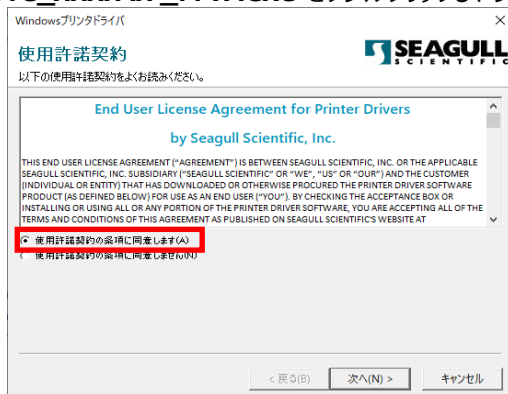 Windowsプリンタドライバ
使用許諾契約
以下の使用許諾契約をよくお読みください。
SEAGULL
SCIENTIFIC
End User License Agreement for Printer Drivers
by Seagull Scientific, Inc.
THIS END USER LICENSE AGREEMENT ("AGREEMENT") IS BETWEEN SEAGULL SCIENTIFIC, INC. OR THE APPLICABLE
SEAGULL SCIENTIFIC, INC. SUBSIDIARY ("SEAGULL SCIENTIFIC" OR "WE", "US" OR "OUR") AND THE CUSTOMER
(INDIVIDUAL OR ENTITY) THAT HAS DOWNLOADED OR OTHERWISE PROCURED THE PRINTER DRIVER SOFTWARE
PRODUCT (AS DEFINED BELOW) FOR USE AS AN END USER ("YOU"). BY CHECKING THE ACCEPTANCE BOX OR
INSTALLING OR USING ALL OR ANY PORTION OF THE PRINTER DRIVER SOFTWARE, YOU ARE ACCEPTING ALL OF THE
TERMS AND CONDITIONS OF THIS AGREEMENT AS PUBLISHED ON SEAGULL SCIENTIFIC'S WEBSITE AT
使用許諾契約の条項に同意します(A)
使用許諾契約の条項に同意しません(N)
< 戻る(B)
次へ(N) >
キャンセル